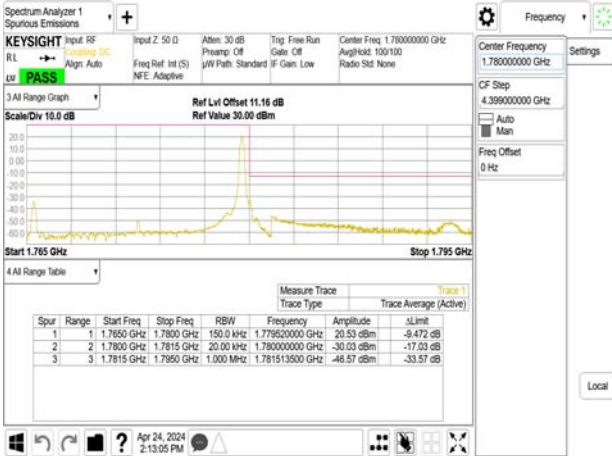 Spectrum Analyzer 1
Spurious Emissions
Frequency
KEYSIGHT
RL
LW PASS
Input: RF
Coupling: DC
Align: Auto
Input Z: 50 Ω
Freq Ref: Int (S)
NFE: Adaptive
Atten: 30 dB
Preamp: Off
µW Path: Standard
Trig: Free Run
Gate: Off
IF Gain: Low
Center Freq: 1.780000000 GHz
Avg|Hold: 100/100
Radio Std: None
3 All Range Graph
Scale/Div 10.0 dB
Ref Lvl Offset 11.16 dB
Ref Value 30.00 dBm
20.0
10.0
0.00
-10.0
-20.0
-30.0
-40.0
-50.0
-60.0
Start 1.765 GHz
Stop 1.795 GHz
4 All Range Table
Measure Trace Trace 1
Trace Type Trace Average (Active)
Spur Range Start Freq Stop Freq RBW Frequency Amplitude ΔLimit
1 1 1.7650 GHz 1.7800 GHz 150.0 kHz 1.779520000 GHz 20.53 dBm -9.472 dB
2 2 1.7800 GHz 1.7815 GHz 20.00 kHz 1.780000000 GHz -30.03 dBm -17.03 dB
3 3 1.7815 GHz 1.7950 GHz 1.000 MHz 1.781513500 GHz -46.57 dBm -33.57 dB
Apr 24, 2024
2:13:05 PM
Center Frequency
1.780000000 GHz
Settings
CF Step
4.399000000 GHz
Auto
Man
Freq Offset
0 Hz
Local